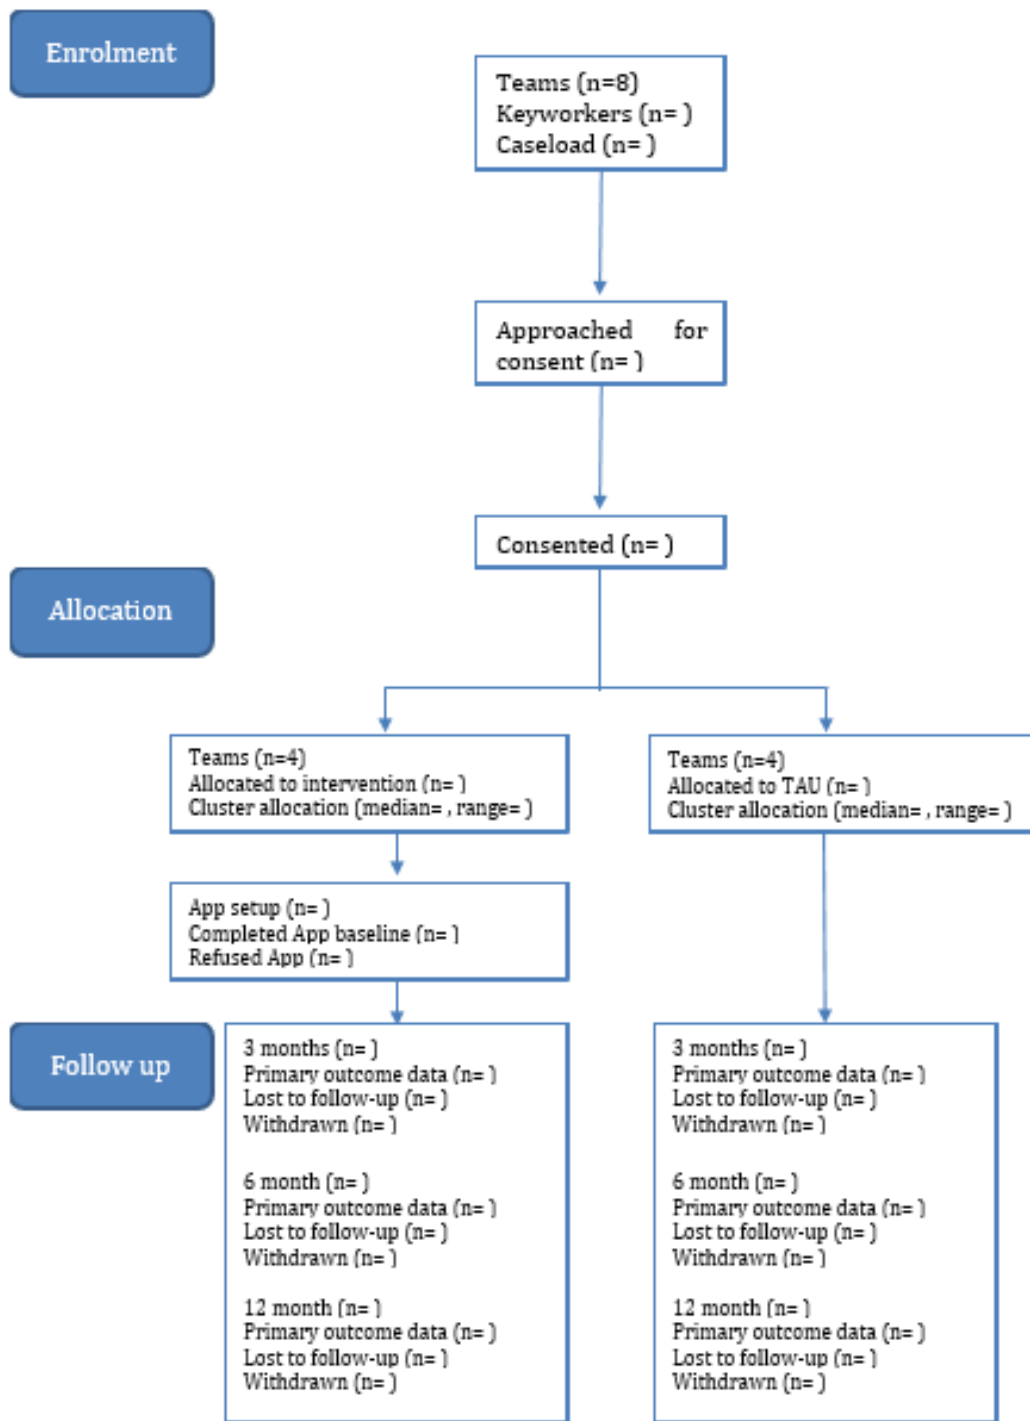 Enrolment
Teams (n=8)
Keyworkers (n= )
Caseload (n= )
Approached for
consent (n= )
Consented (n= )
Allocation
Teams (n=4)
Allocated to intervention (n= )
Cluster allocation (median= , range= )
Teams (n=4)
Allocated to TAU (n= )
Cluster allocation (median= , range= )
App setup (n= )
Completed App baseline (n= )
Refused App (n= )
Follow up
3 months (n= )
Primary outcome data (n= )
Lost to follow-up (n= )
Withdrawn (n= )
6 month (n= )
Primary outcome data (n= )
Lost to follow-up (n= )
Withdrawn (n= )
12 month (n= )
Primary outcome data (n= )
Lost to follow-up (n= )
Withdrawn (n= )
3 months (n= )
Primary outcome data (n= )
Lost to follow-up (n= )
Withdrawn (n= )
6 month (n= )
Primary outcome data (n= )
Lost to follow-up (n= )
Withdrawn (n= )
12 month (n= )
Primary outcome data (n= )
Lost to follow-up (n= )
Withdrawn (n= )